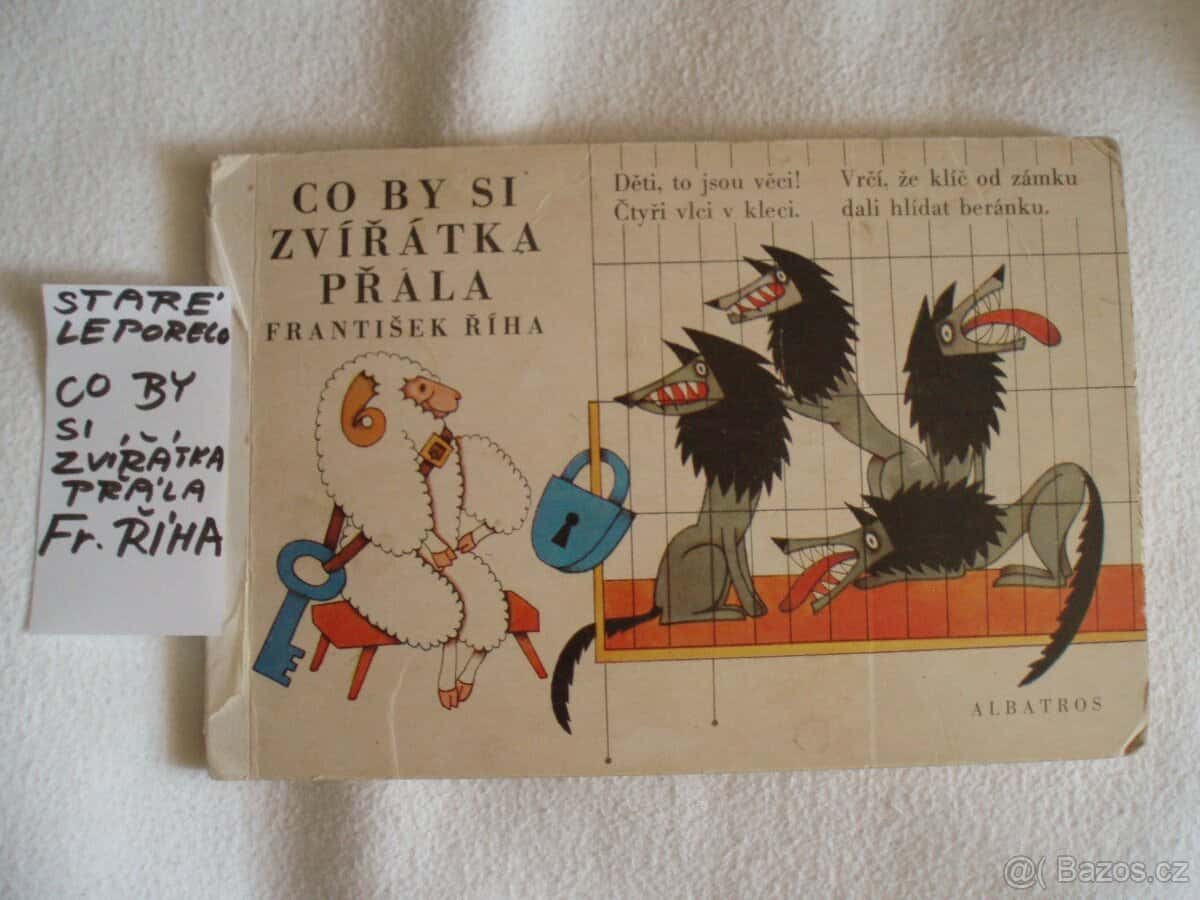 STARÉ
LEPORELO
CO BY
SI
ZVÍŘÁTKA
PŘÁLA
Fr. ŘÍHA
CO BY SI
ZVÍŘÁTKA
PŘÁLA
FRANTIŠEK ŘÍHA
Děti, to jsou věci!
Čtyři vlci v kleci.
Vrčí, že klíč od zámku
dali hlídat beránku.
ALBATROS
@( Bazos.cz